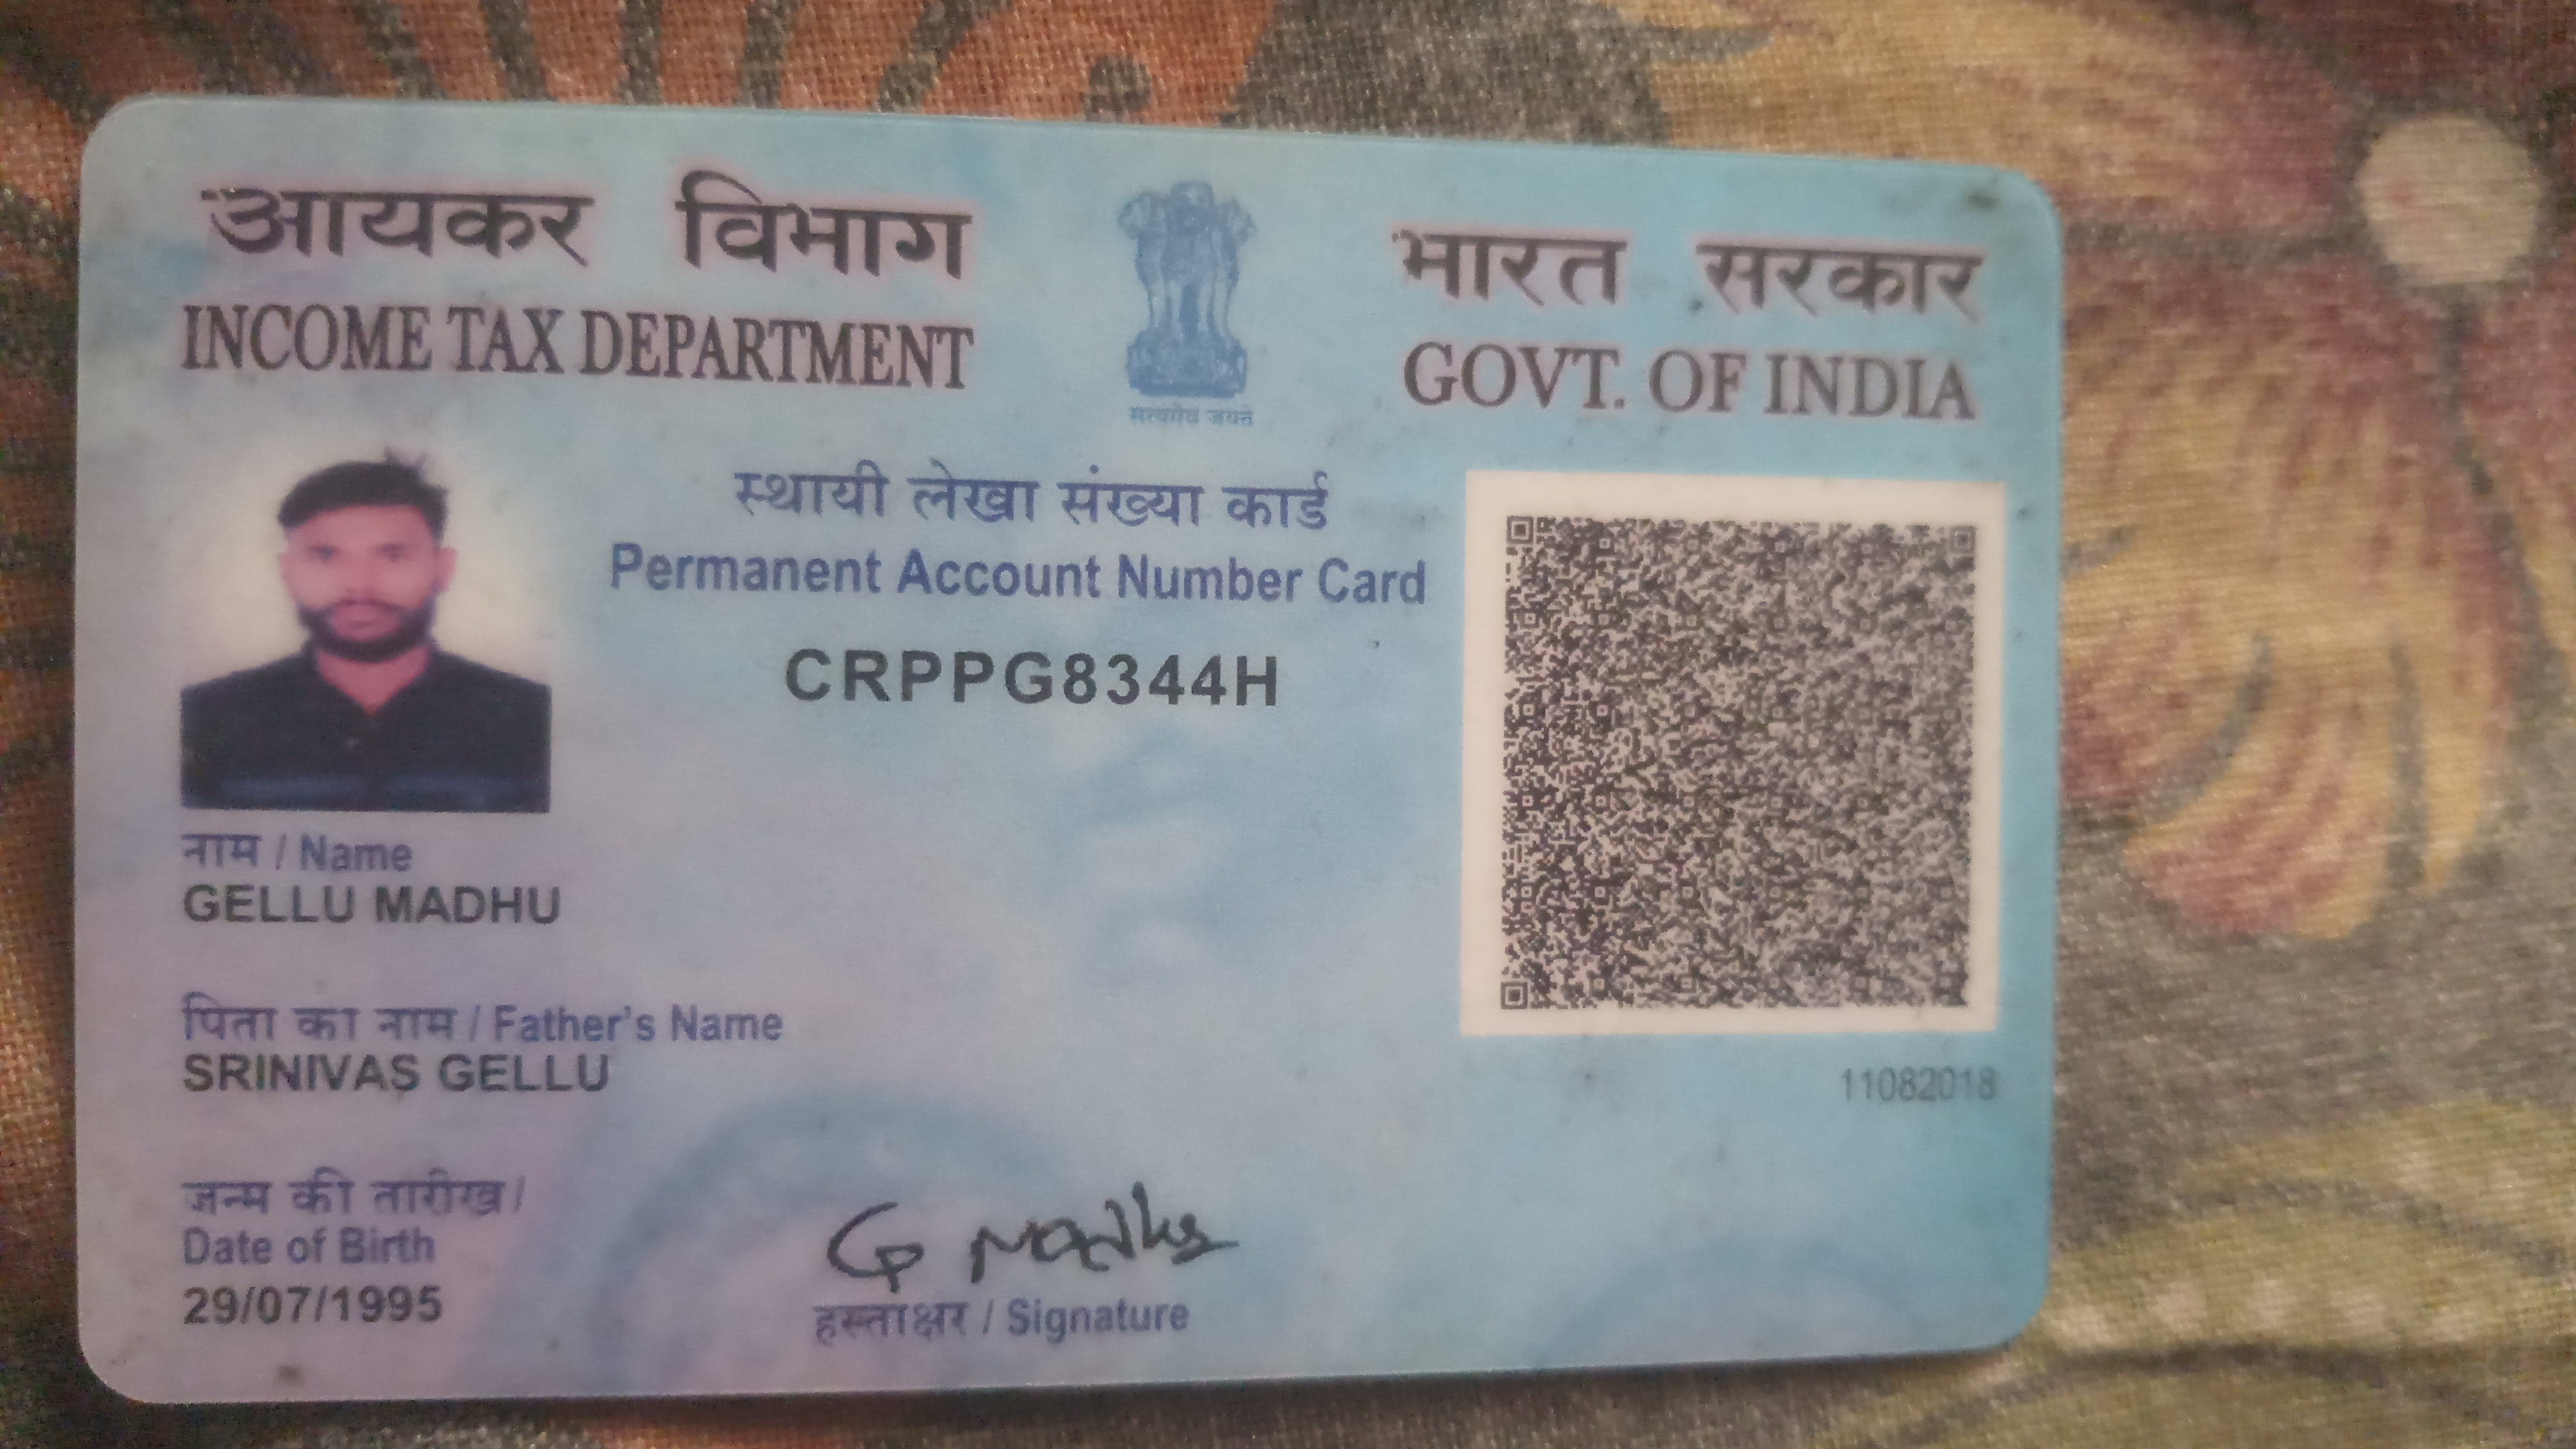 आयकर विभाग
INCOME TAX DEPARTMENT
सत्यमेव जयते
भारत सरकार
GOVT. OF INDIA
स्थायी लेखा संख्या कार्ड
Permanent Account Number Card
CRPPG8344H
नाम / Name
GELLU MADHU
पिता का नाम / Father's Name
SRINIVAS GELLU
11082018
जन्म की तारीख /
Date of Birth
29/07/1995
G Madhu
हस्ताक्षर / Signature